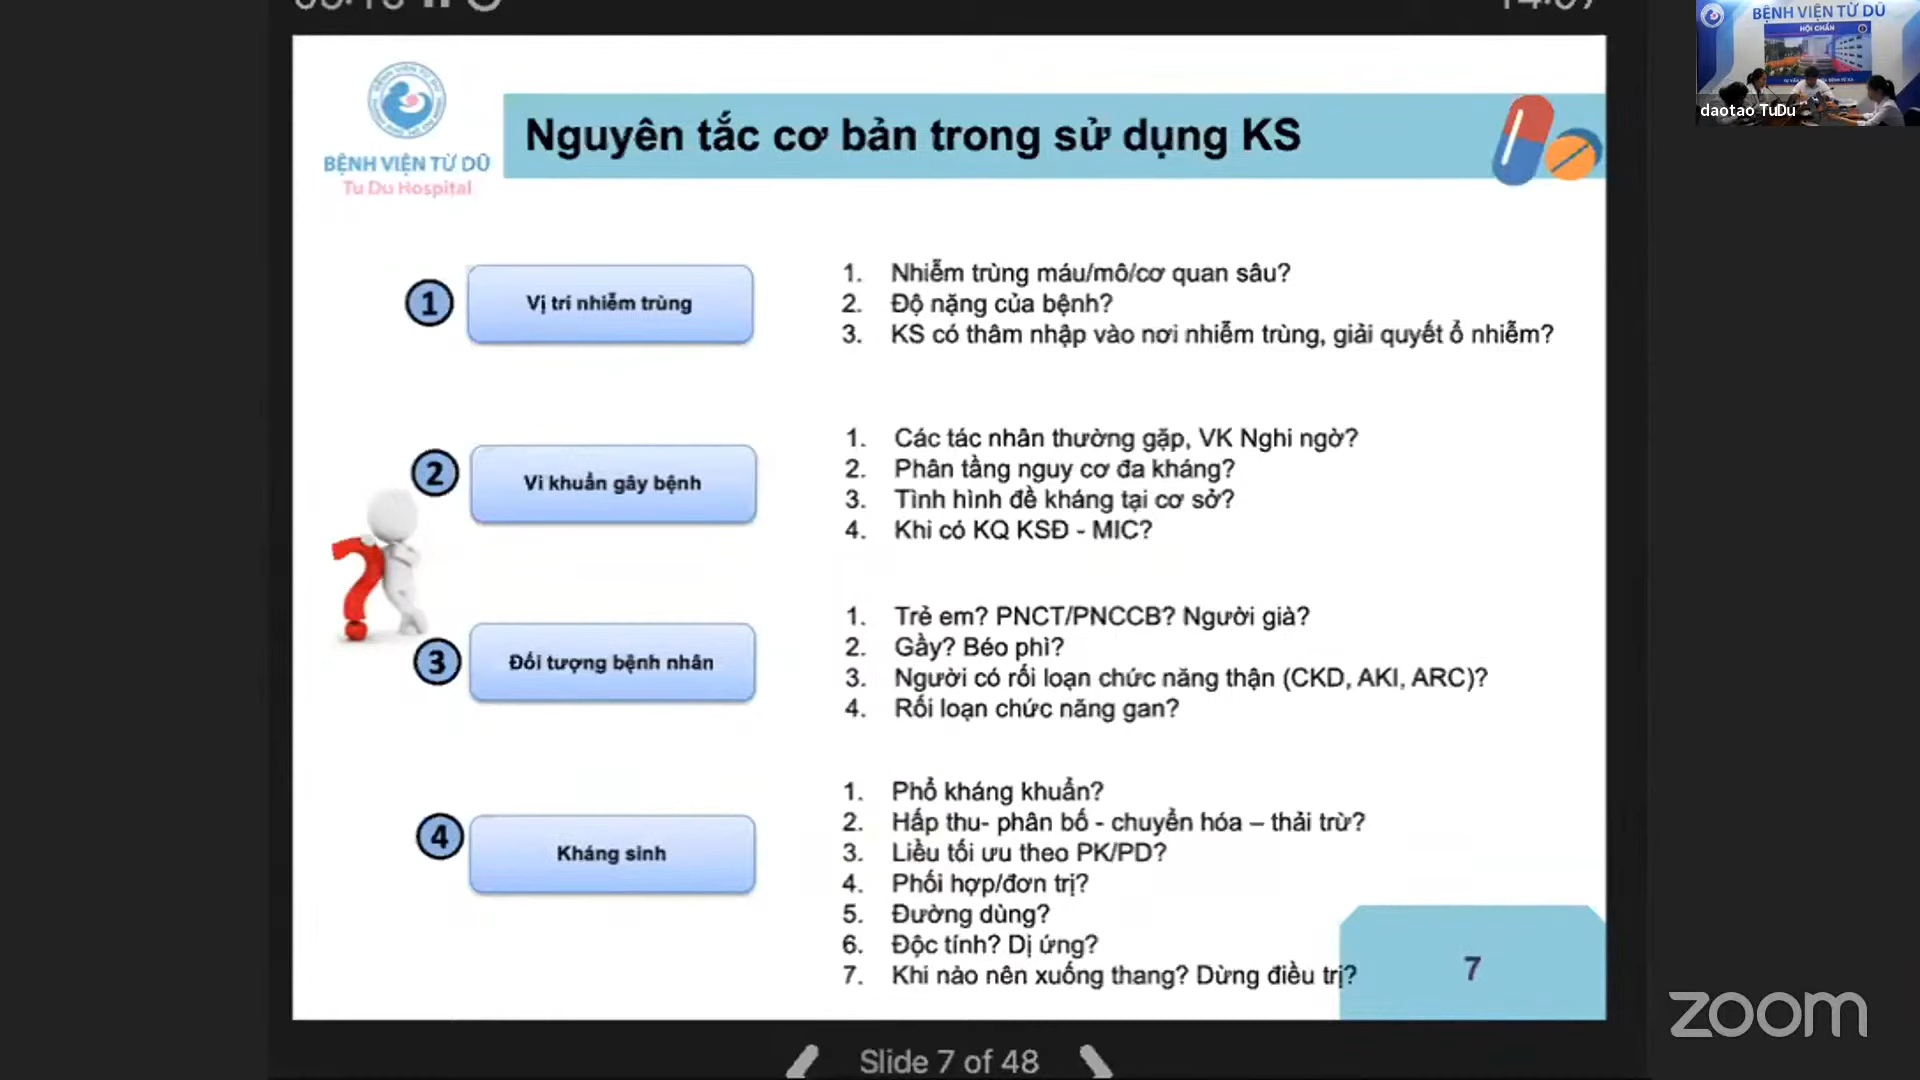 BỆNH VIỆN TỪ DŨ
Tu Du Hospital
Nguyên tắc cơ bản trong sử dụng KS
1
Vị trí nhiễm trùng
1. Nhiễm trùng máu/mô/cơ quan sâu?
2. Độ nặng của bệnh?
3. KS có thâm nhập vào nơi nhiễm trùng, giải quyết ổ nhiễm?
2
Vi khuẩn gây bệnh
1. Các tác nhân thường gặp, VK Nghi ngờ?
2. Phân tầng nguy cơ đa kháng?
3. Tình hình đề kháng tại cơ sở?
4. Khi có KQ KSĐ - MIC?
3
Đối tượng bệnh nhân
1. Trẻ em? PNCT/PNCCB? Người già?
2. Gầy? Béo phì?
3. Người có rối loạn chức năng thận (CKD, AKI, ARC)?
4. Rối loạn chức năng gan?
4
Kháng sinh
1. Phổ kháng khuẩn?
2. Hấp thu- phân bố - chuyển hóa – thải trừ?
3. Liều tối ưu theo PK/PD?
4. Phối hợp/đơn trị?
5. Đường dùng?
6. Độc tính? Dị ứng?
7. Khi nào nên xuống thang? Dừng điều trị?
7
Slide 7 of 48
BỆNH VIỆN TỪ DŨ
HỘI CHẨN
daotao TuDu
zoom